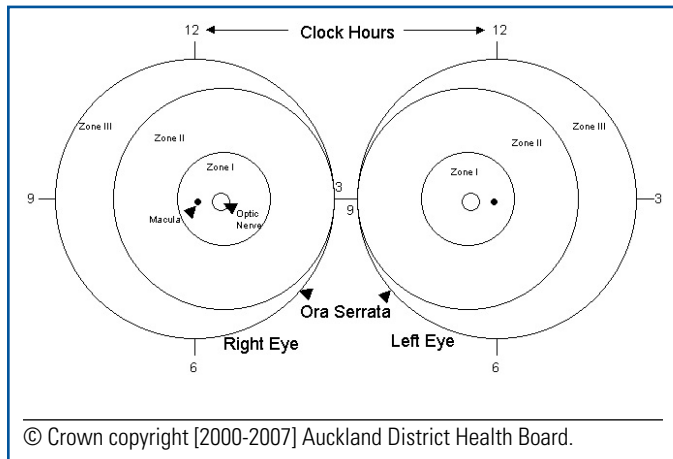 12 Clock Hours 12
Zone III Zone II Zone I Zone I Zone II Zone III
9 Macula Optic Nerve 3 9 3
Ora Serrata
Right Eye Left Eye
6 6
© Crown copyright [2000-2007] Auckland District Health Board.